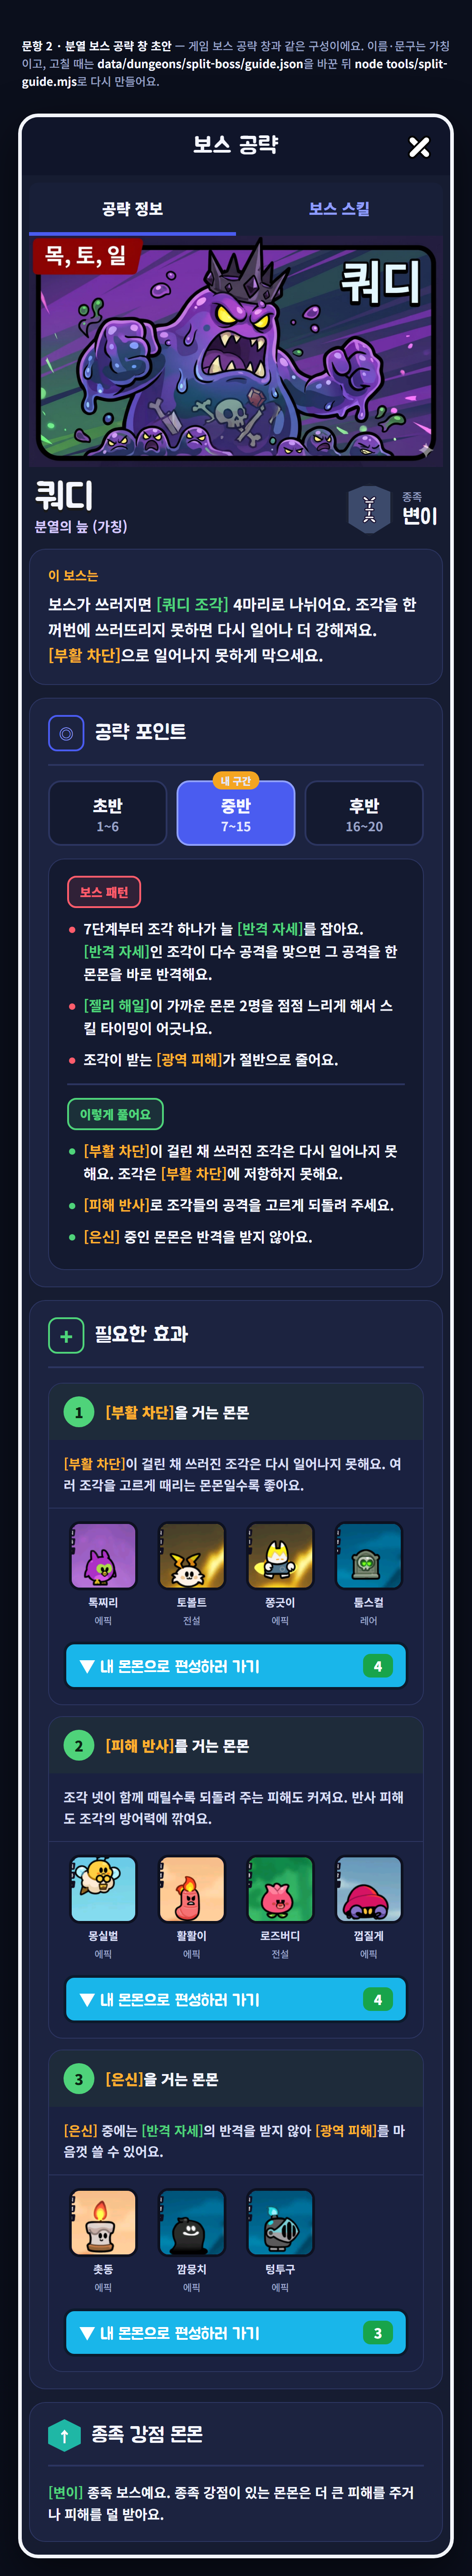 문항 2 · 분열 보스 공략 창 초안 — 게임 보스 공략 창과 같은 구성이에요. 이름·문구는 가칭
이고, 고칠 때는 data/dungeons/split-boss/guide.json을 바꾼 뒤 node tools/split-
guide.mjs로 다시 만들어요.
보스 공략
공략 정보
보스 스킬
목, 토, 일
쿼디
쿼디
분열의 늪 (가칭)
종족
변이
이 보스는
보스가 쓰러지면 [쿼디 조각] 4마리로 나뉘어요. 조각을 한
꺼번에 쓰러뜨리지 못하면 다시 일어나 더 강해져요.
[부활 차단]으로 일어나지 못하게 막으세요.
◎ 공략 포인트
내 구간
초반
1~6
중반
7~15
후반
16~20
보스 패턴
7단계부터 조각 하나가 늘 [반격 자세]를 잡아요.
[반격 자세]인 조각이 다수 공격을 맞으면 그 공격을 한
몬몬을 바로 반격해요.
[젤리 해일]이 가까운 몬몬 2명을 점점 느리게 해서 스
킬 타이밍이 어긋나요.
조각이 받는 [광역 피해]가 절반으로 줄어요.
이렇게 풀어요
[부활 차단]이 걸린 채 쓰러진 조각은 다시 일어나지 못
해요. 조각은 [부활 차단]에 저항하지 못해요.
[피해 반사]로 조각들의 공격을 고르게 되돌려 주세요.
[은신] 중인 몬몬은 반격을 받지 않아요.
+ 필요한 효과
1 [부활 차단]을 거는 몬몬
[부활 차단]이 걸린 채 쓰러진 조각은 다시 일어나지 못해요. 여
러 조각을 고르게 때리는 몬몬일수록 좋아요.
톡찌리
에픽
토볼트
전설
쫑긋이
에픽
툼스컬
레어
▼ 내 몬몬으로 편성하러 가기 4
2 [피해 반사]를 거는 몬몬
조각 넷이 함께 때릴수록 되돌려 주는 피해도 커져요. 반사 피해
도 조각의 방어력에 깎여요.
몽실벌
에픽
활활이
에픽
로즈버디
전설
껍질게
에픽
▼ 내 몬몬으로 편성하러 가기 4
3 [은신]을 거는 몬몬
[은신] 중에는 [반격 자세]의 반격을 받지 않아 [광역 피해]를 마
음껏 쓸 수 있어요.
촛동
에픽
깜뭉치
에픽
텅투구
에픽
▼ 내 몬몬으로 편성하러 가기 3
↑ 종족 강점 몬몬
[변이] 종족 보스예요. 종족 강점이 있는 몬몬은 더 큰 피해를 주거
나 피해를 덜 받아요.